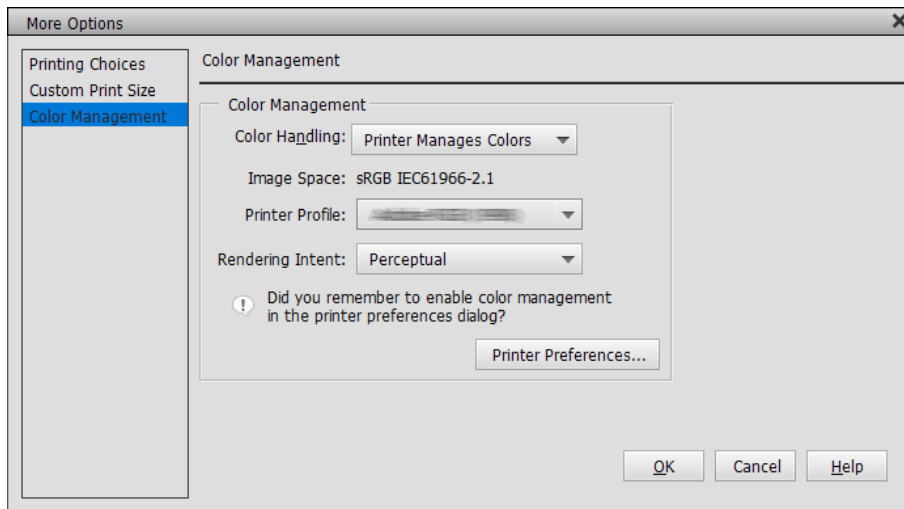 More Options
Printing Choices
Custom Print Size
Color Management
Color Management
Color Management
Color Handling: Printer Manages Colors
Image Space: sRGB IEC61966-2.1
Printer Profile:
Rendering Intent: Perceptual
Did you remember to enable color management
in the printer preferences dialog?
Printer Preferences...
OK Cancel Help